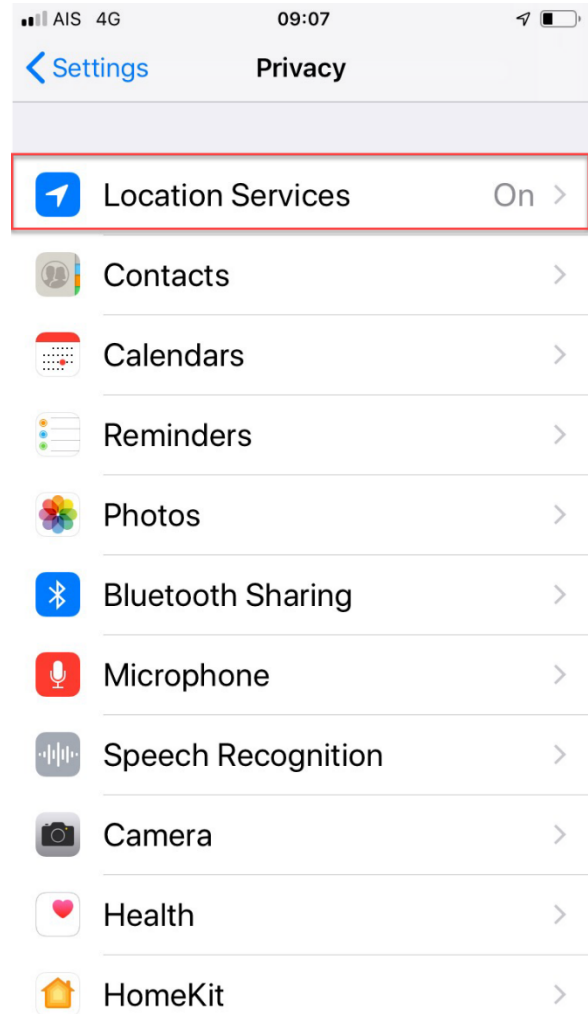 AIS 4G 09:07
Settings Privacy
Location Services On
Contacts
Calendars
Reminders
Photos
Bluetooth Sharing
Microphone
Speech Recognition
Camera
Health
HomeKit